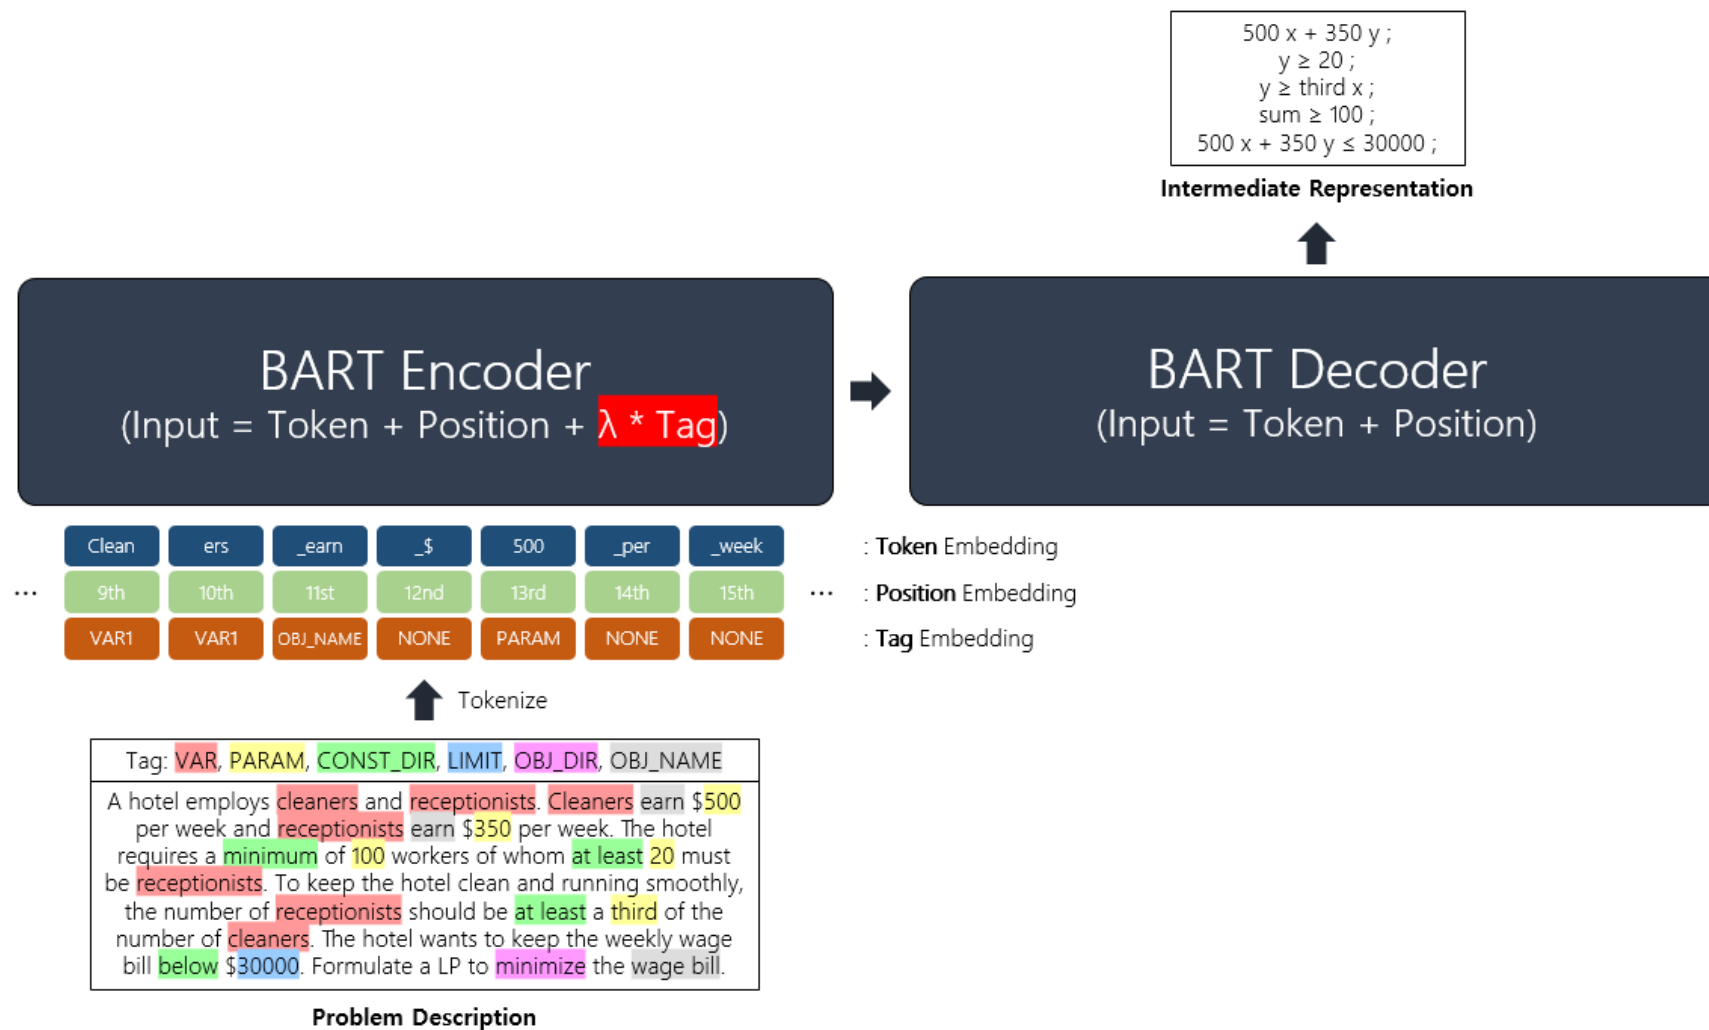 500 x + 350 y ;
y ≥ 20 ;
y ≥ third x ;
sum ≥ 100 ;
500 x + 350 y ≤ 30000 ;
Intermediate Representation
BART Encoder
(Input = Token + Position + λ * Tag)
BART Decoder
(Input = Token + Position)
Clean ers _earn _$ 500 _per _week : Token Embedding
... 9th 10th 11st 12nd 13rd 14th 15th ... : Position Embedding
VAR1 VAR1 OBJ_NAME NONE PARAM NONE NONE : Tag Embedding
Tokenize
Tag: VAR, PARAM, CONST_DIR, LIMIT, OBJ_DIR, OBJ_NAME
A hotel employs cleaners and receptionists. Cleaners earn $500
per week and receptionists earn $350 per week. The hotel
requires a minimum of 100 workers of whom at least 20 must
be receptionists. To keep the hotel clean and running smoothly,
the number of receptionists should be at least a third of the
number of cleaners. The hotel wants to keep the weekly wage
bill below $30000. Formulate a LP to minimize the wage bill.
Problem Description